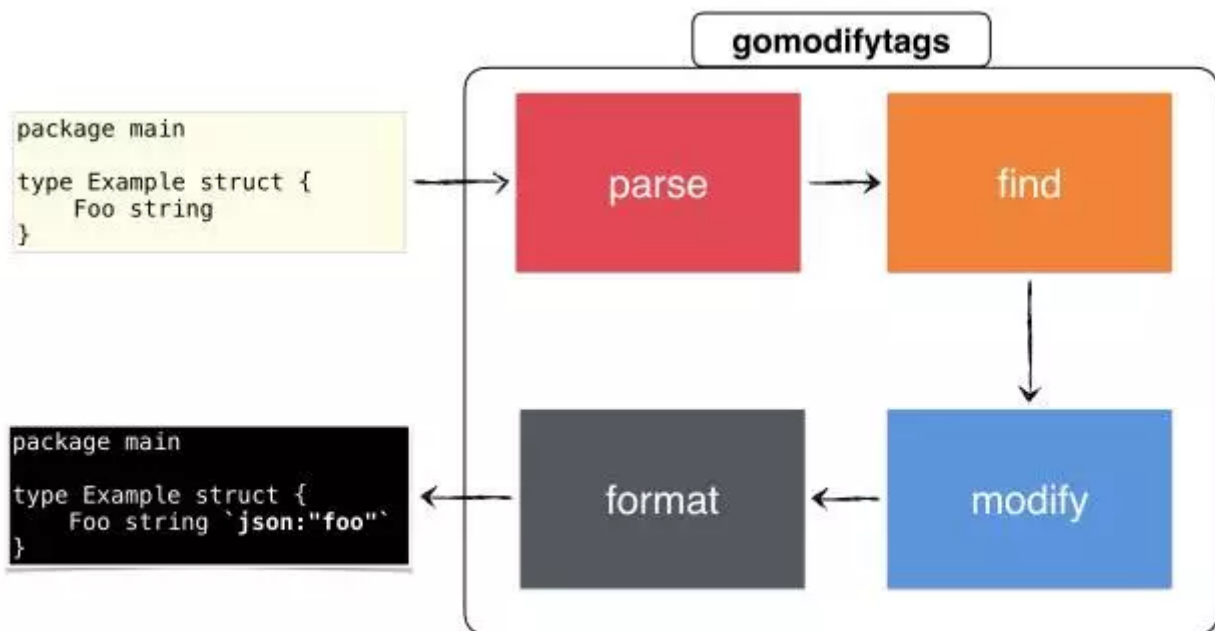 gomodifytags
package main
type Example struct {
    Foo string
}
parse
find
package main
type Example struct {
    Foo string `json:"foo"`
}
format
modify